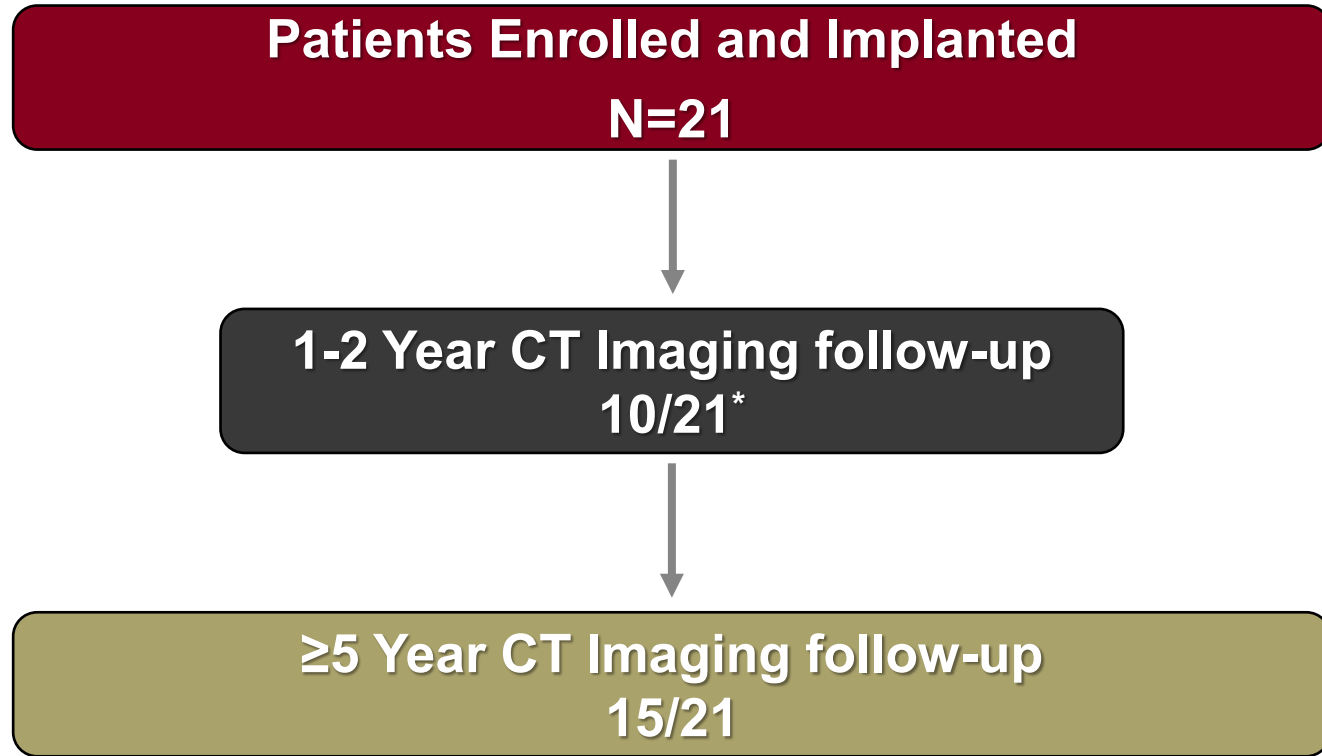 Patients Enrolled and Implanted
N=21
1-2 Year CT Imaging follow-up
10/21*
≥5 Year CT Imaging follow-up
15/21